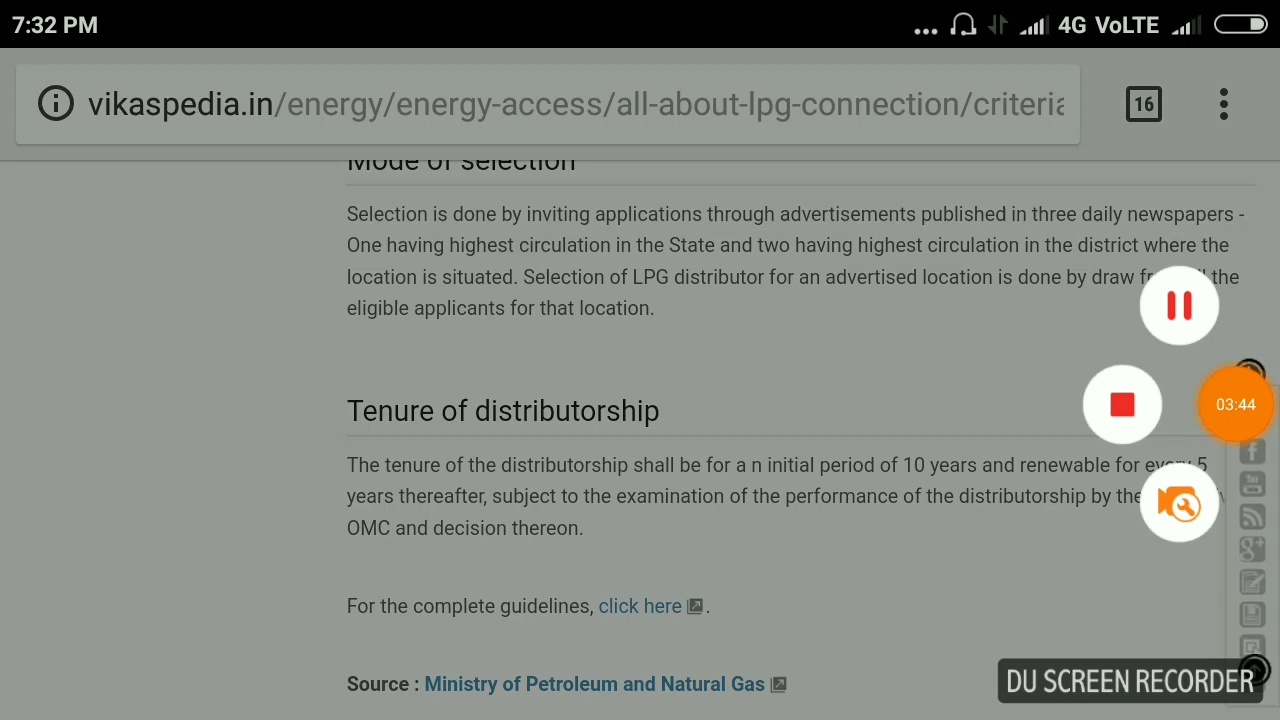 7:32 PM
... 4G VoLTE
vikaspedia.in/energy/energy-access/all-about-lpg-connection/criteria
16
Mode of selection
Selection is done by inviting applications through advertisements published in three daily newspapers -
One having highest circulation in the State and two having highest circulation in the district where the
location is situated. Selection of LPG distributor for an advertised location is done by draw the
eligible applicants for that location.
Tenure of distributorship
03:44
The tenure of the distributorship shall be for a n initial period of 10 years and renewable for every 5
years thereafter, subject to the examination of the performance of the distributorship by the
OMC and decision thereon.
For the complete guidelines, click here.
Source : Ministry of Petroleum and Natural Gas
DU SCREEN RECORDER